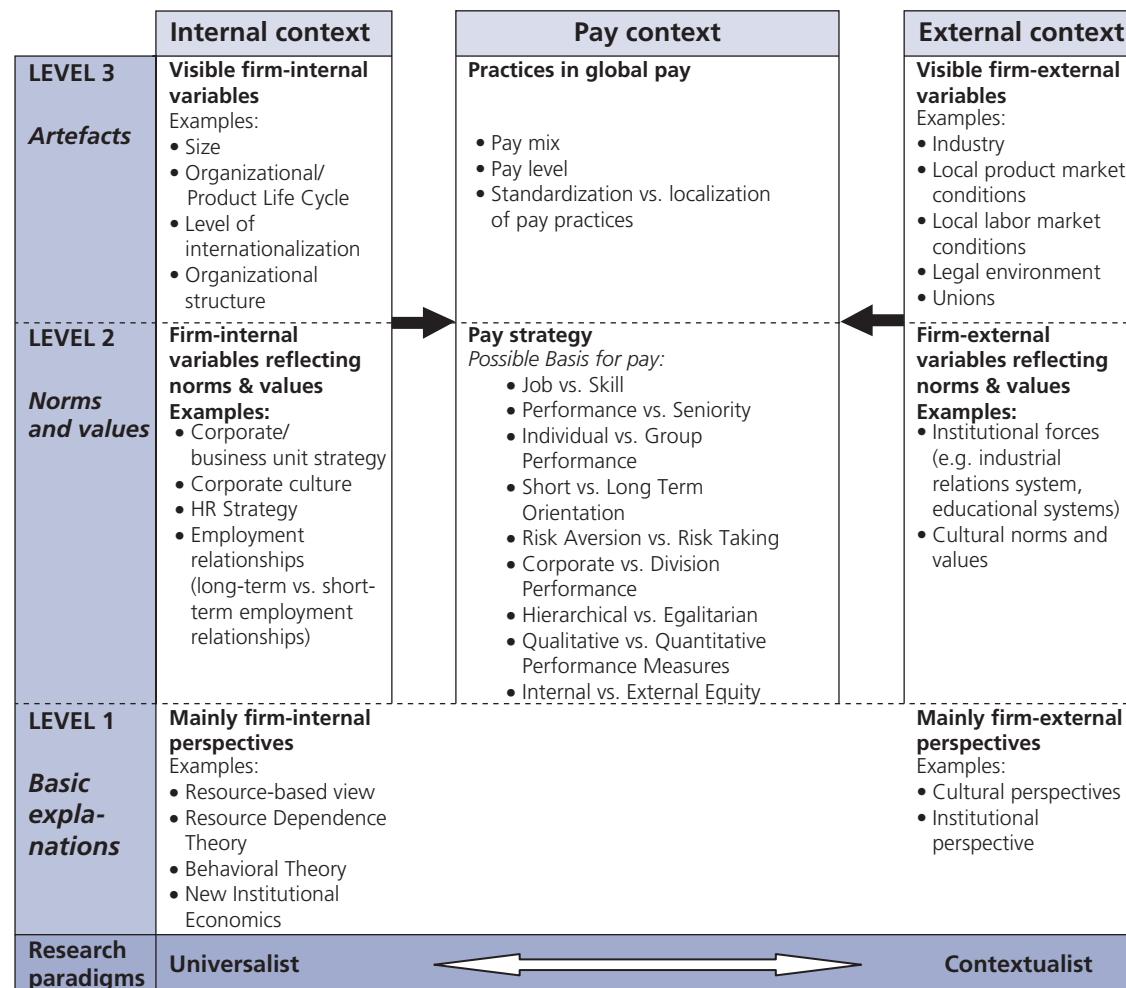 Internal context
Pay context
External context
LEVEL 3
Artefacts
Visible firm-internal
variables
Examples:
• Size
• Organizational/
Product Life Cycle
• Level of
internationalization
• Organizational
structure
Practices in global pay
• Pay mix
• Pay level
• Standardization vs. localization
of pay practices
Visible firm-external
variables
Examples:
• Industry
• Local product market
conditions
• Local labor market
conditions
• Legal environment
• Unions
LEVEL 2
Norms
and values
Firm-internal
variables reflecting
norms & values
Examples:
• Corporate/
business unit strategy
• Corporate culture
• HR Strategy
• Employment
relationships
(long-term vs. short-
term employment
relationships)
Pay strategy
Possible Basis for pay:
• Job vs. Skill
• Performance vs. Seniority
• Individual vs. Group
Performance
• Short vs. Long Term
Orientation
• Risk Aversion vs. Risk Taking
• Corporate vs. Division
Performance
• Hierarchical vs. Egalitarian
• Qualitative vs. Quantitative
Performance Measures
• Internal vs. External Equity
Firm-external
variables reflecting
norms & values
Examples:
• Institutional forces
(e.g. industrial
relations system,
educational systems)
• Cultural norms and
values
LEVEL 1
Basic
expla-
nations
Mainly firm-internal
perspectives
Examples:
• Resource-based view
• Resource Dependence
Theory
• Behavioral Theory
• New Institutional
Economics
Mainly firm-external
perspectives
Examples:
• Cultural perspectives
• Institutional
perspective
Research
paradigms
Universalist
Contextualist